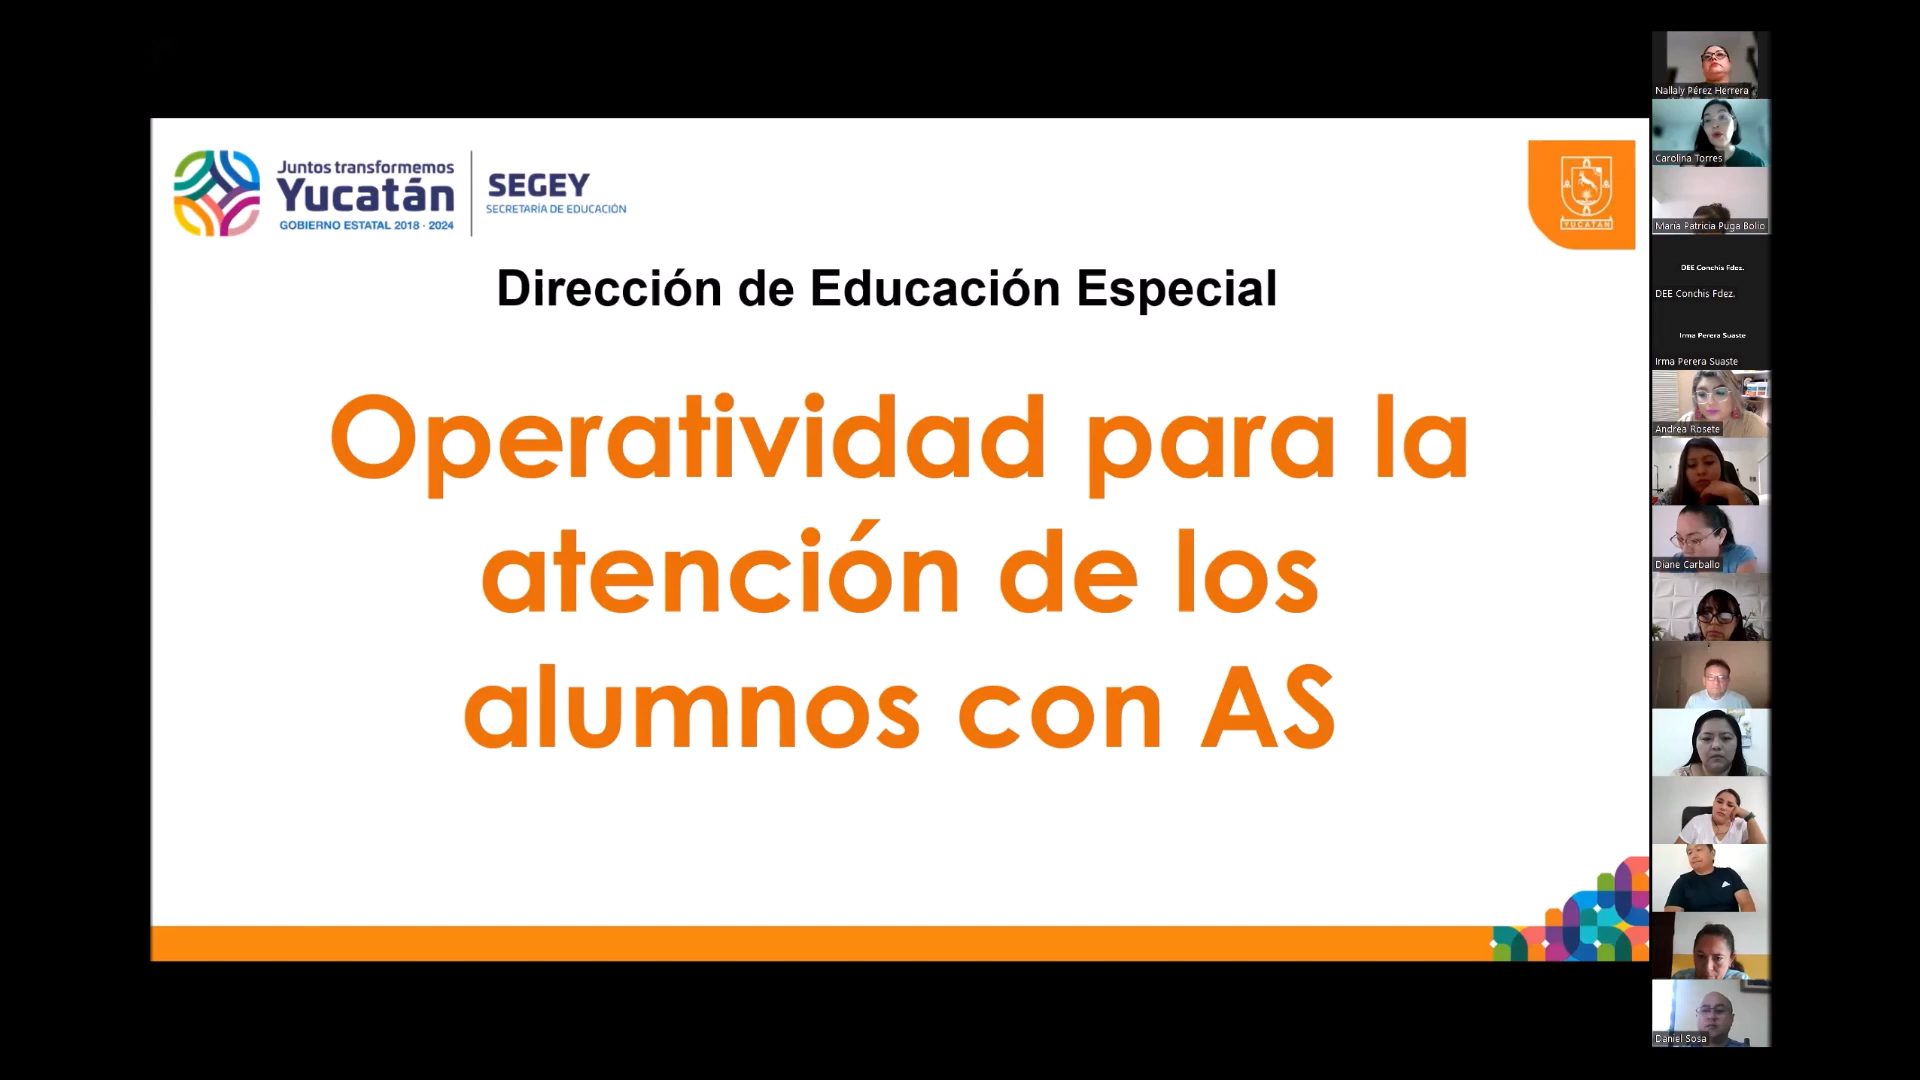 Juntos transformemos
Yucatán
GOBIERNO ESTATAL 2018 - 2024
SEGEY
SECRETARÍA DE EDUCACIÓN
YUCATÁN
Dirección de Educación Especial
Operatividad para la
atención de los
alumnos con AS
Nallaly Pérez Herrera
Carolina Torres
María Patricia Puga Bolio
DEE Conchis Fdez.
DEE Conchis Fdez.
Irma Perera Suaste
Irma Perera Suaste
Andrea Rosete
Diane Carballo
Daniel Sosa